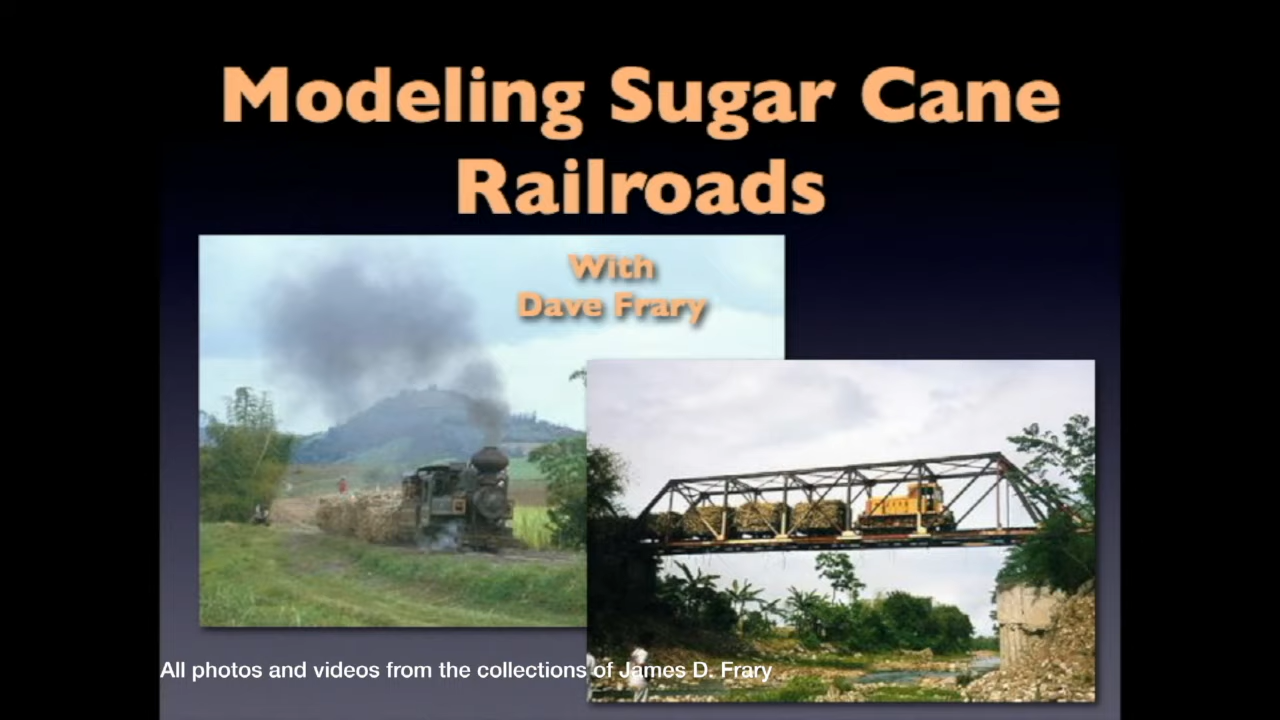 Modeling Sugar Cane
Railroads
With
Dave Frary
All photos and videos from the collections of James D. Frary